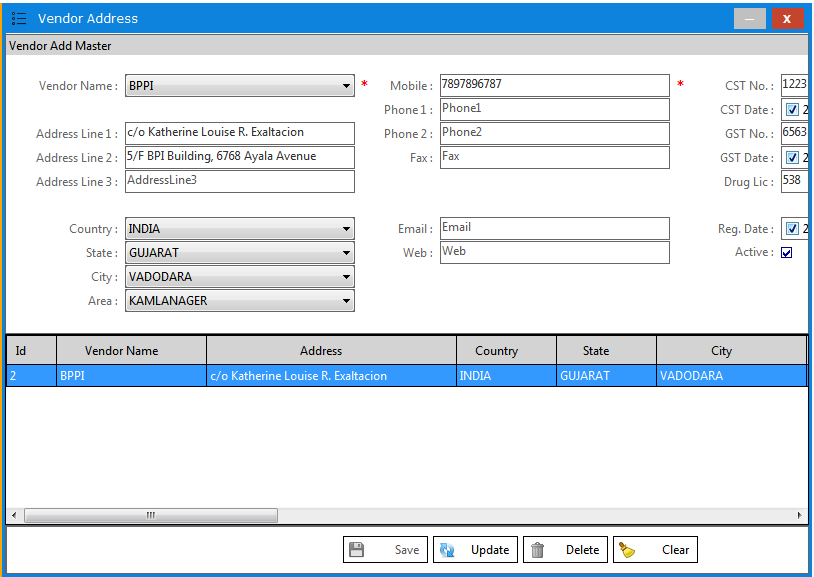 Vendor Address
Vendor Add Master
Vendor Name : BPPI * Mobile : 7897896787 * CST No. : 1223
Phone 1 : Phone1 CST Date : 2
Address Line 1 : c/o Katherine Louise R. Exaltacion Phone 2 : Phone2 GST No. : 6563
Address Line 2 : 5/F BPI Building, 6768 Ayala Avenue Fax : Fax GST Date : 2
Address Line 3 : AddressLine3 Drug Lic : 538
Country : INDIA Email : Email Reg. Date : 2
State : GUJARAT Web : Web Active :
City : VADODARA
Area : KAMLANAGER
Id Vendor Name Address Country State City
2 BPPI c/o Katherine Louise R. Exaltacion INDIA GUJARAT VADODARA
Save Update Delete Clear